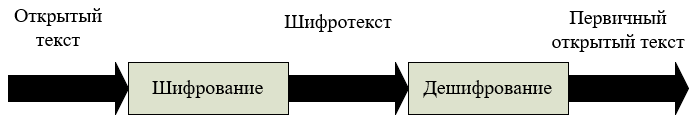 Открытый
текст
Шифрование
Шифротекст
Дешифрование
Первичный
открытый текст